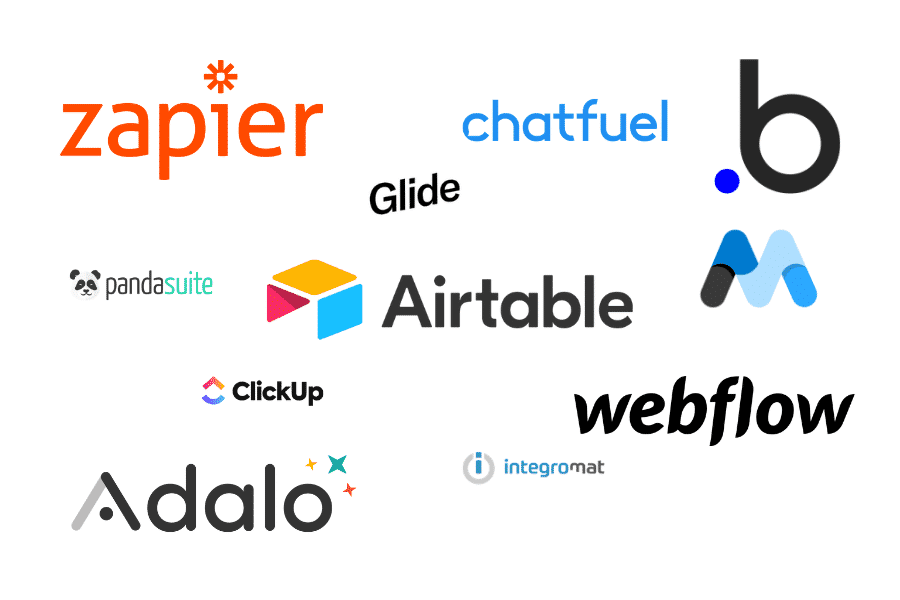 zapier
chatfuel
.b
Glide
pandasuite
Airtable
ClickUp
webflow
Adalo
integromat